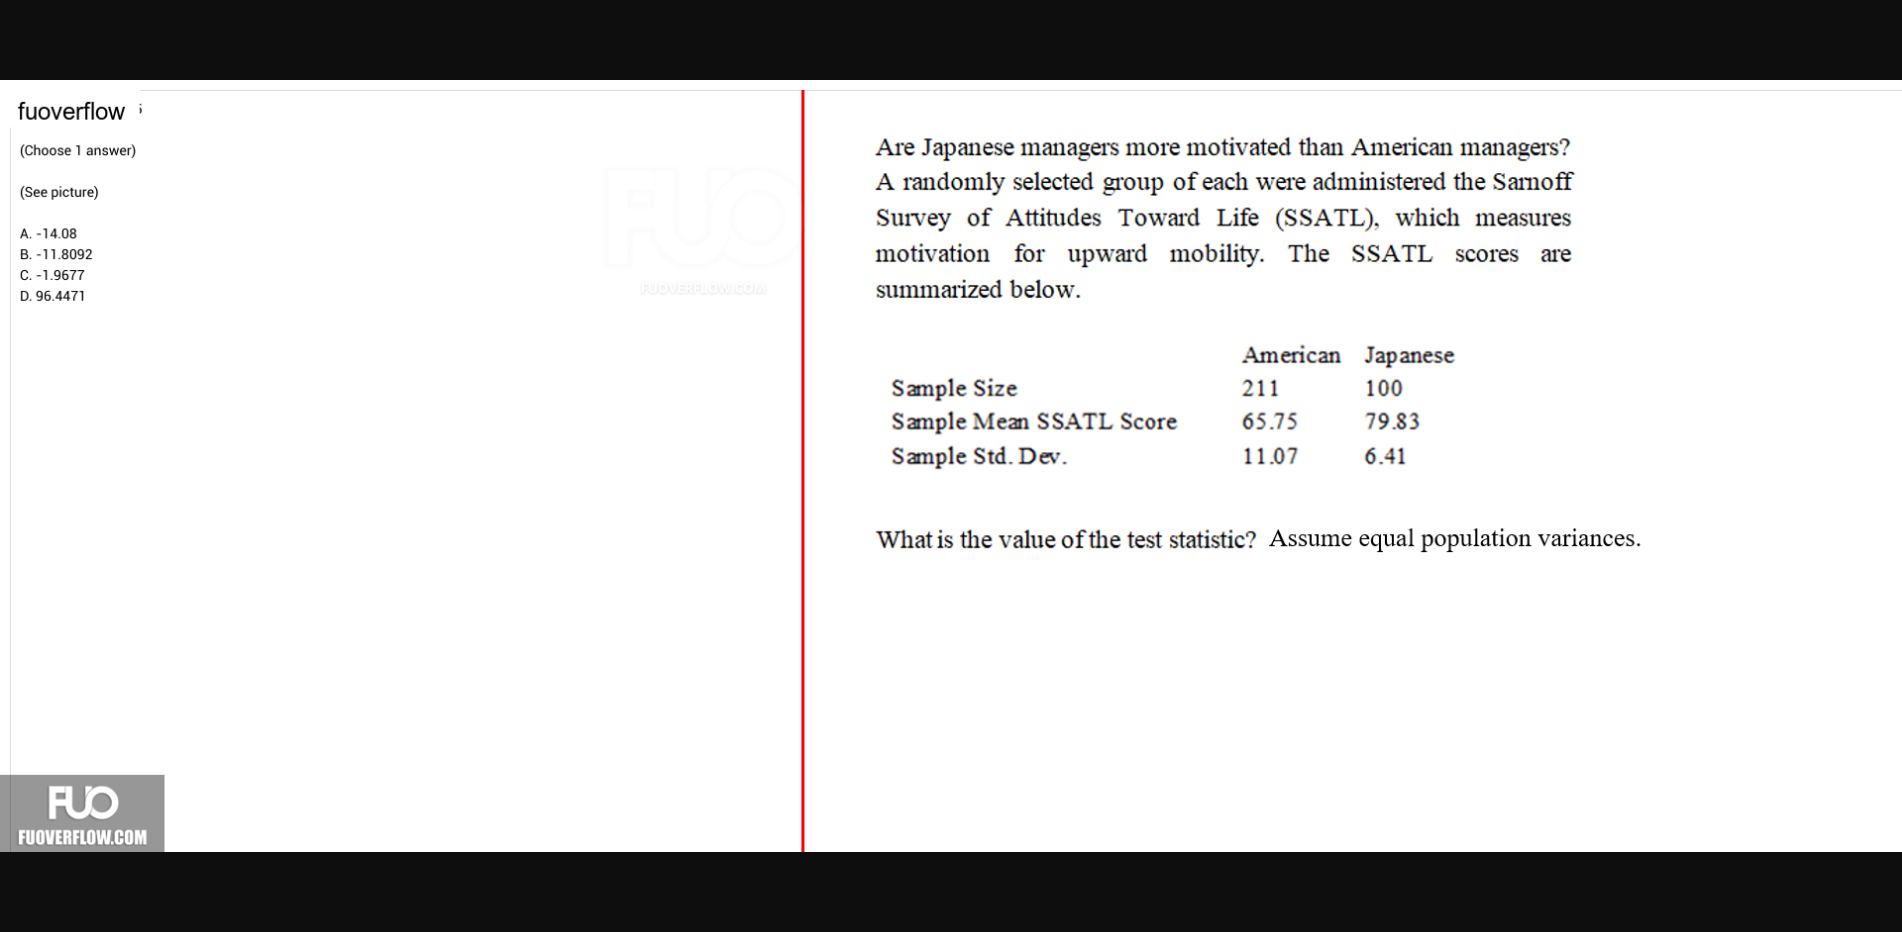 fuoverflow
(Choose 1 answer)
(See picture)
A. -14.08
B. -11.8092
C. -1.9677
D. 96.4471
FUO
FUOVERFLOW.COM
Are Japanese managers more motivated than American managers?
A randomly selected group of each were administered the Sarnoff
Survey of Attitudes Toward Life (SSATL), which measures
motivation for upward mobility. The SSATL scores are
summarized below.
American Japanese
Sample Size 211 100
Sample Mean SSATL Score 65.75 79.83
Sample Std. Dev. 11.07 6.41
What is the value of the test statistic? Assume equal population variances.
FUO
FUOVERFLOW.COM